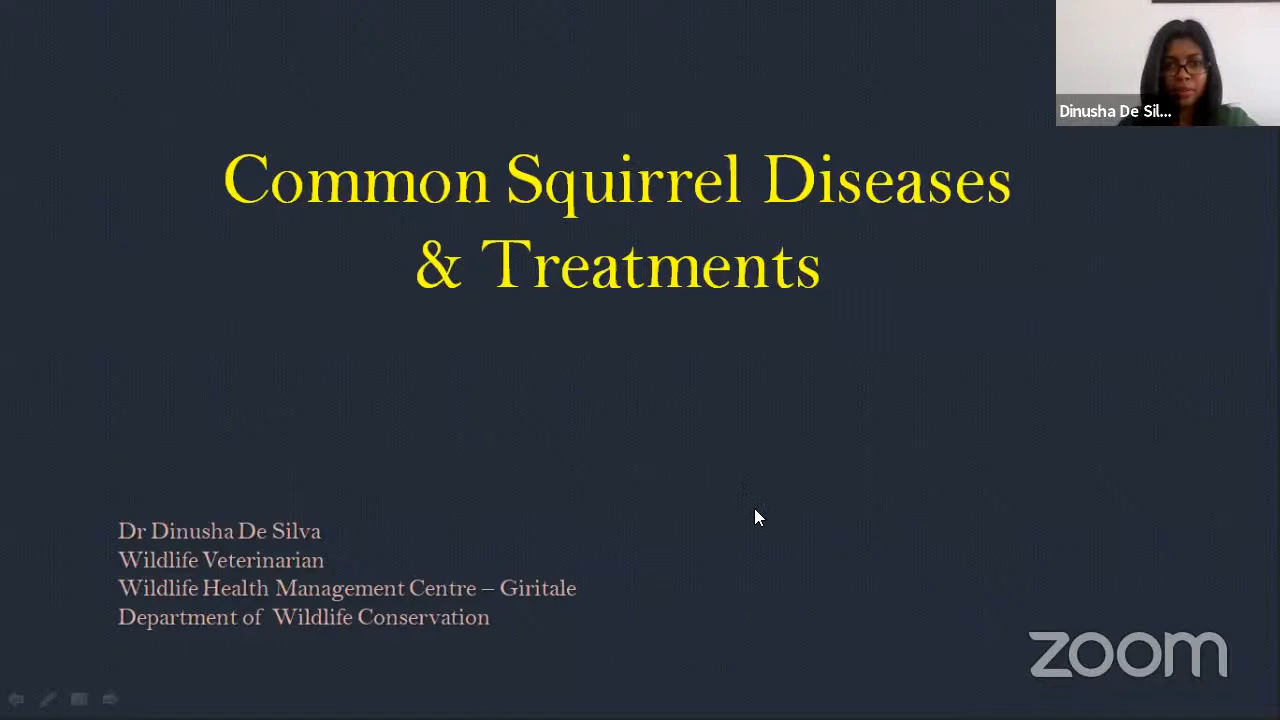 Dinusha De Sil...
Common Squirrel Diseases
& Treatments
Dr Dinusha De Silva
Wildlife Veterinarian
Wildlife Health Management Centre – Giritale
Department of Wildlife Conservation
zoom